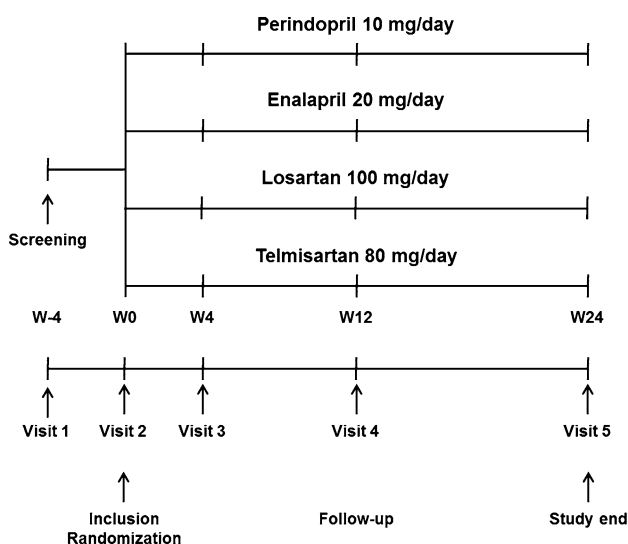 Perindopril 10 mg/day
Enalapril 20 mg/day
Losartan 100 mg/day
Screening
Telmisartan 80 mg/day
W-4 W0 W4 W12 W24
Visit 1 Visit 2 Visit 3 Visit 4 Visit 5
Inclusion Follow-up Study end
Randomization